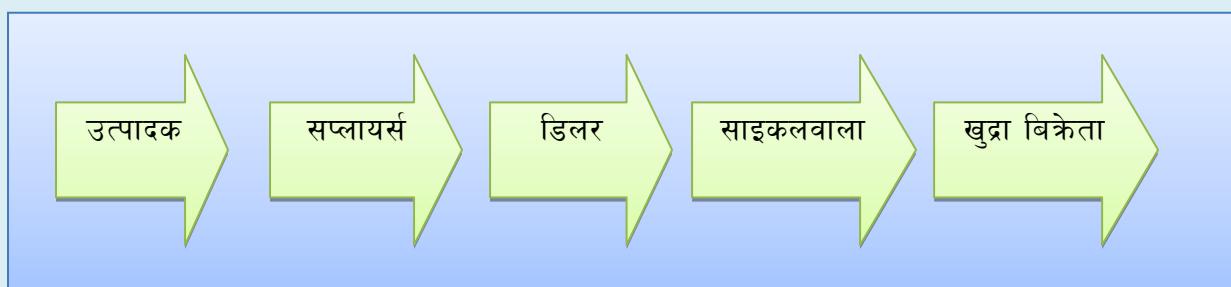 उत्पादक सप्लायर्स डिलर साइकलवाला खुद्रा बिक्रेता